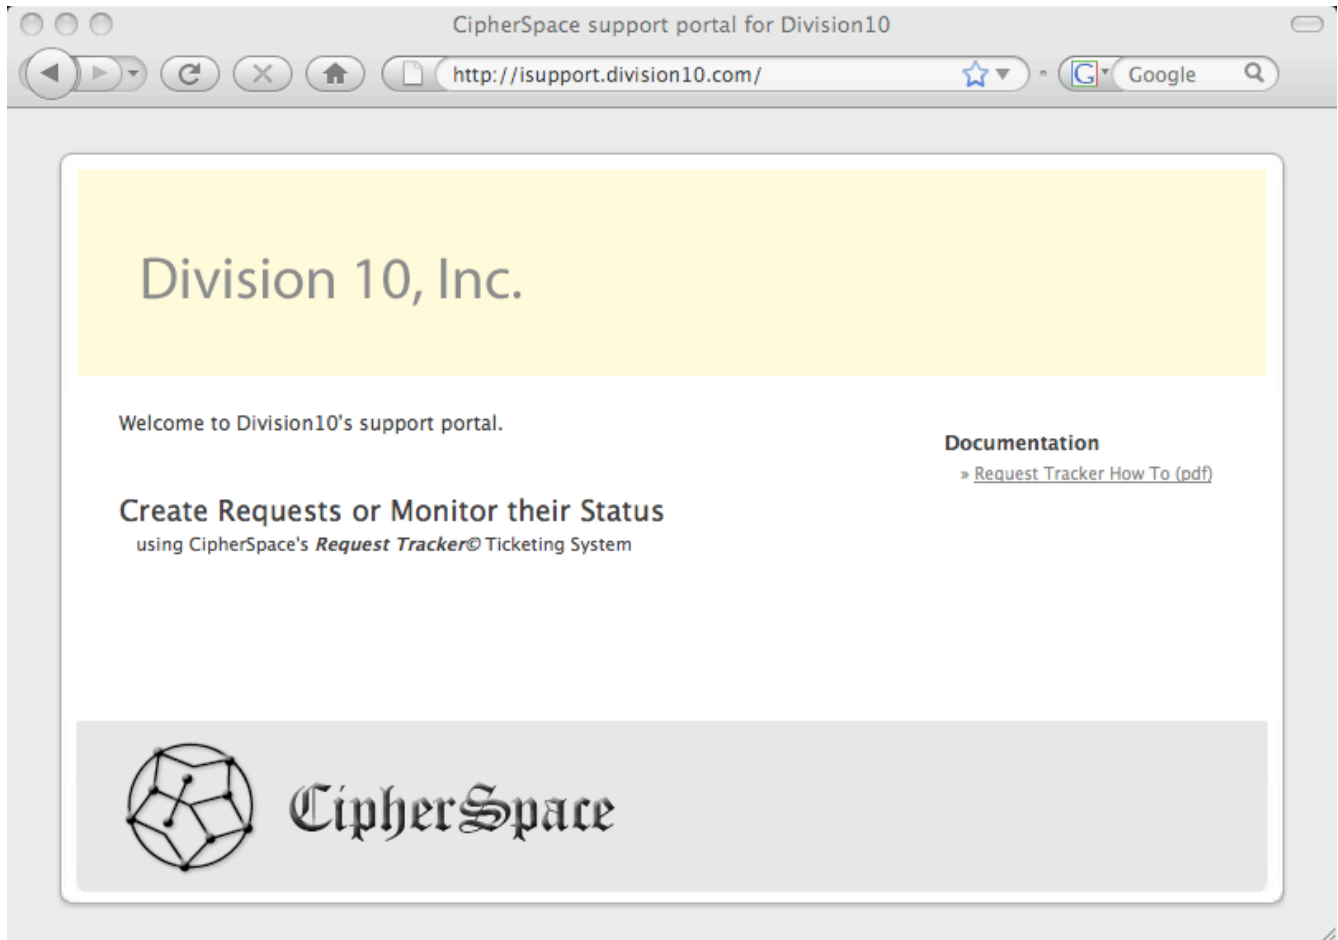 CipherSpace support portal for Division10
http://isupport.division10.com/
G
Google
Division 10, Inc.
Welcome to Division10's support portal.
Documentation
» Request Tracker How To (pdf)
Create Requests or Monitor their Status
using CipherSpace's Request Tracker© Ticketing System
CipherSpace